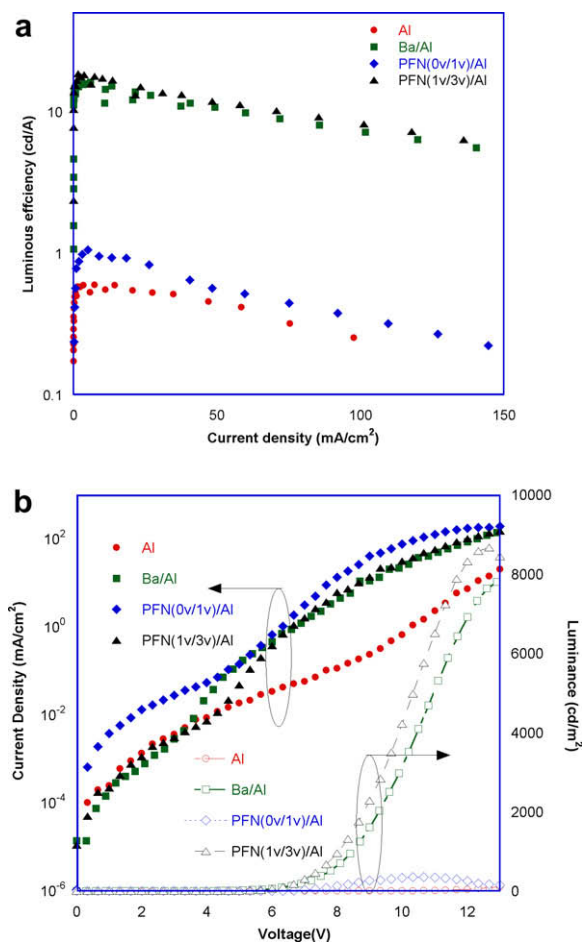 a
Al
Ba/Al
PFN(0v/1v)/Al
PFN(1v/3v)/Al
10
1
0.1
Luminous effciency (cd/A)
0 50 100 150
Current density (mA/cm²)
b
10000
8000
6000
4000
2000
0
10²
10⁰
10⁻²
10⁻⁴
10⁻⁶
Al
Ba/Al
PFN(0v/1v)/Al
PFN(1v/3v)/Al
Current Density (mA/cm²)
Luminance (cd/m²)
Al
Ba/Al
PFN(0v/1v)/Al
PFN(1v/3v)/Al
0 2 4 6 8 10 12
Voltage(V)